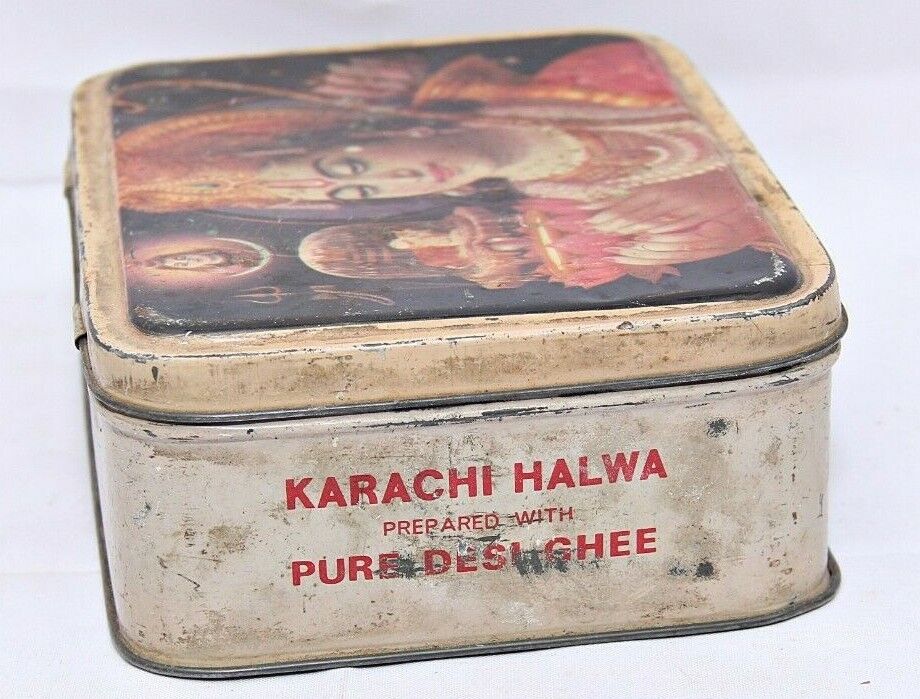 KARACHI HALWA
PREPARED WITH
PURE DESI GHEE